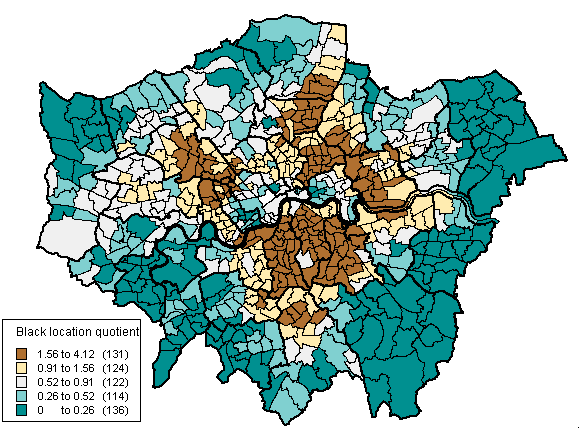 Black location quotient
1.56 to 4.12 (131)
0.91 to 1.56 (124)
0.52 to 0.91 (122)
0.26 to 0.52 (114)
0 to 0.26 (136)